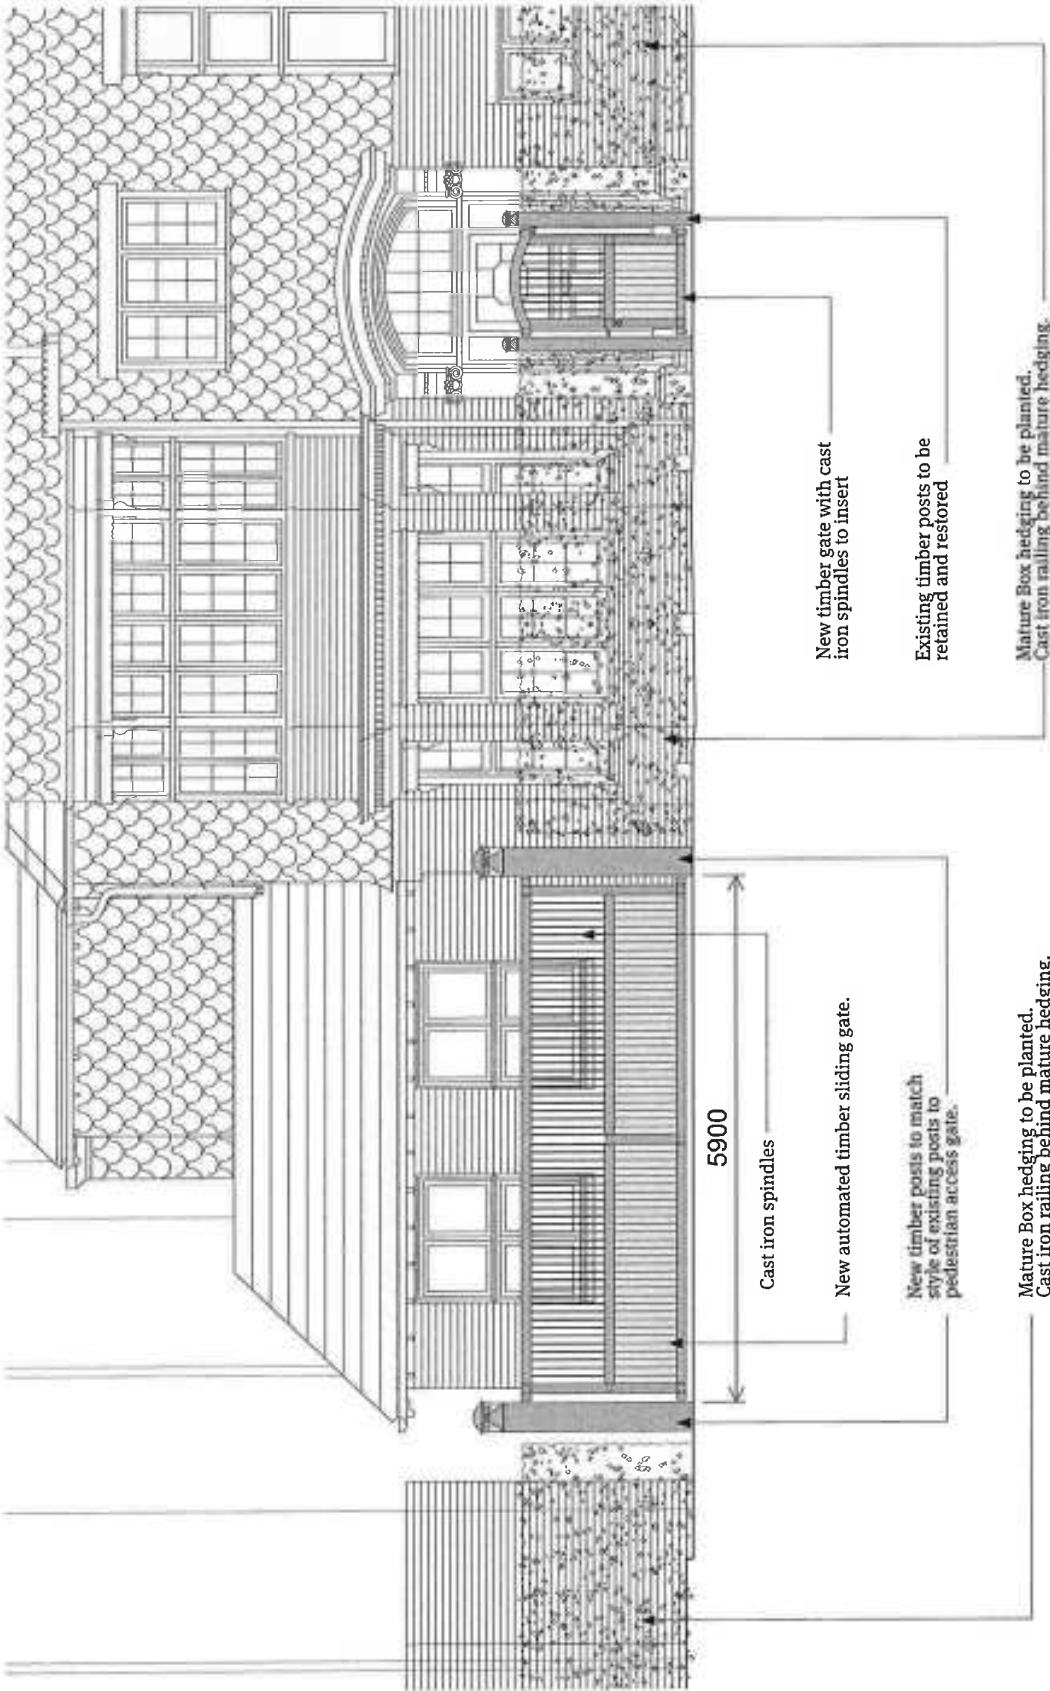 5900
Cast iron spindles
New automated timber sliding gate.
New timber posts to match
style of existing posts to
pedestrian access gate.
Mature Box hedging to be planted.
Cast iron railing behind mature hedging.
New timber gate with cast
iron spindles to insert
Existing timber posts to be
retained and restored
Mature Box hedging to be planted.
Cast iron railing behind mature hedging.